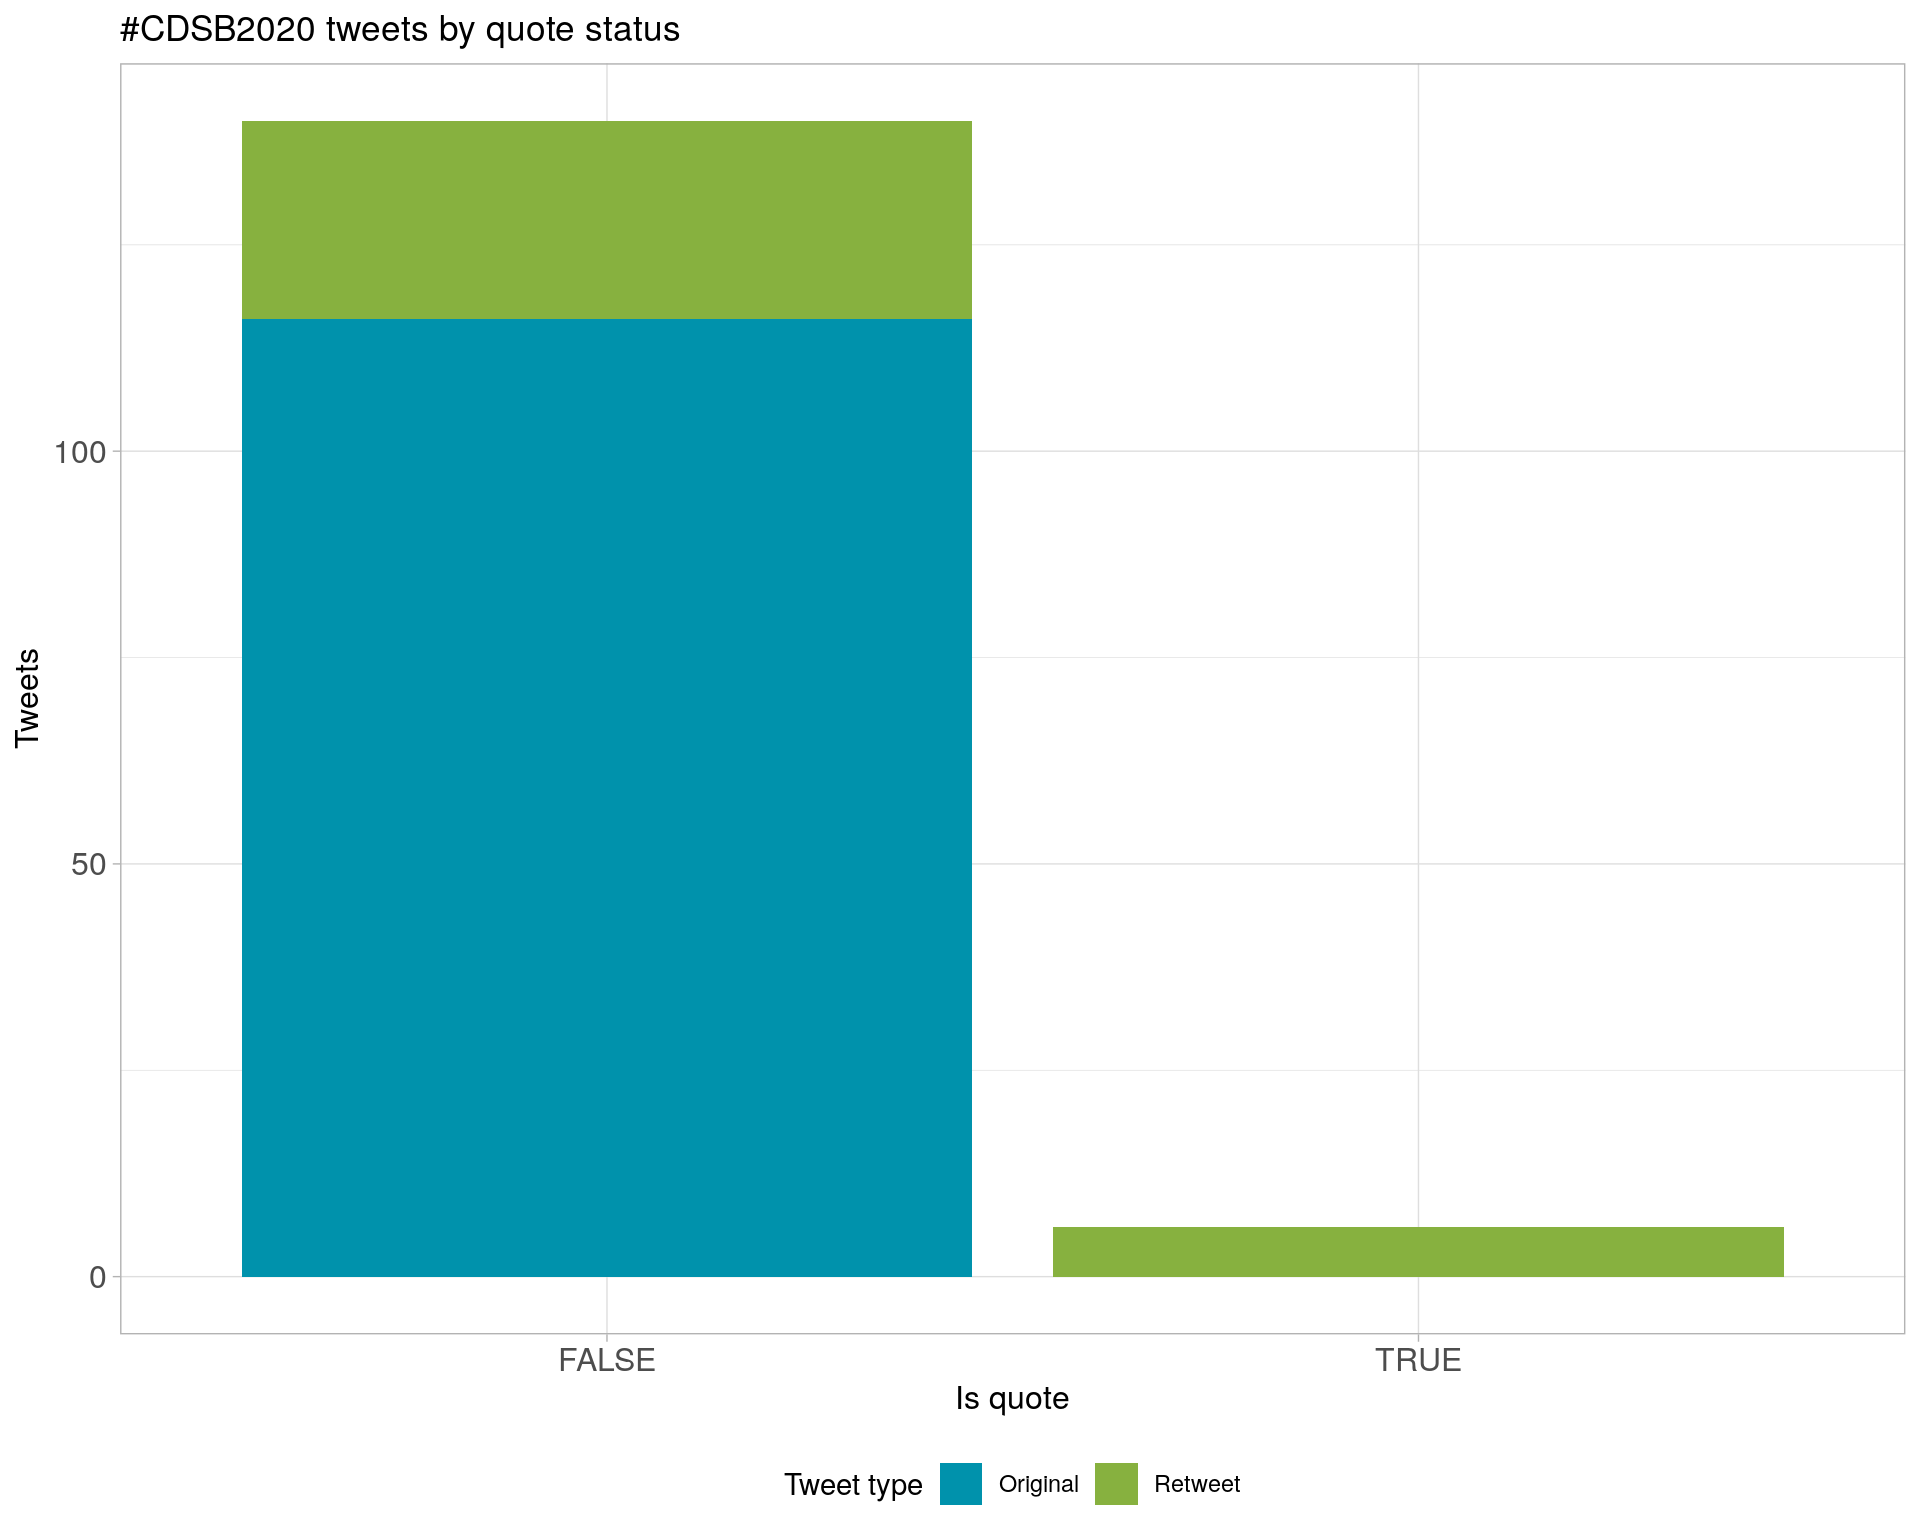 #CDSB2020 tweets by quote status
Tweets
100
50
0
FALSE
TRUE
Is quote
Tweet type
Original
Retweet